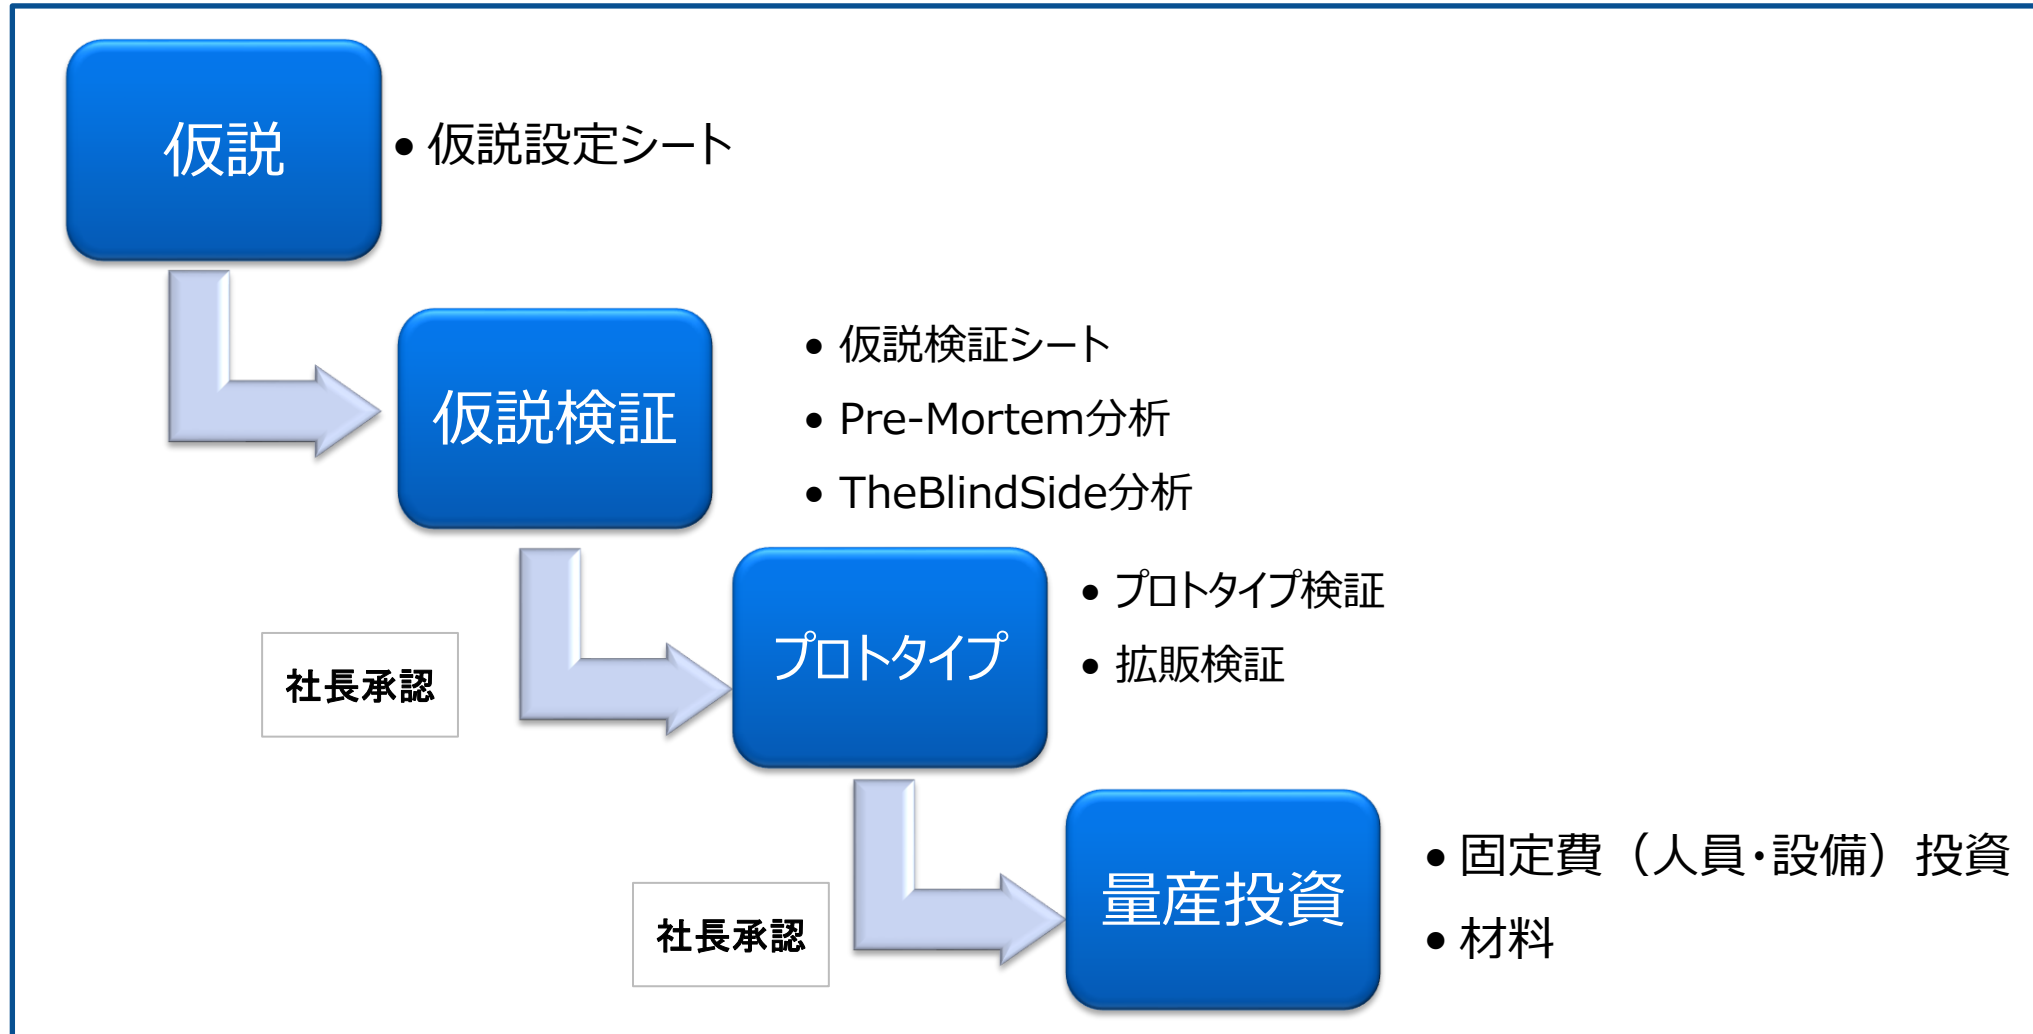 仮説
• 仮説設定シート
仮説検証
• 仮説検証シート
• Pre-Mortem分析
• TheBlindSide分析
社長承認
プロトタイプ
• プロトタイプ検証
• 拡販検証
社長承認
量産投資
• 固定費（人員･設備）投資
• 材料